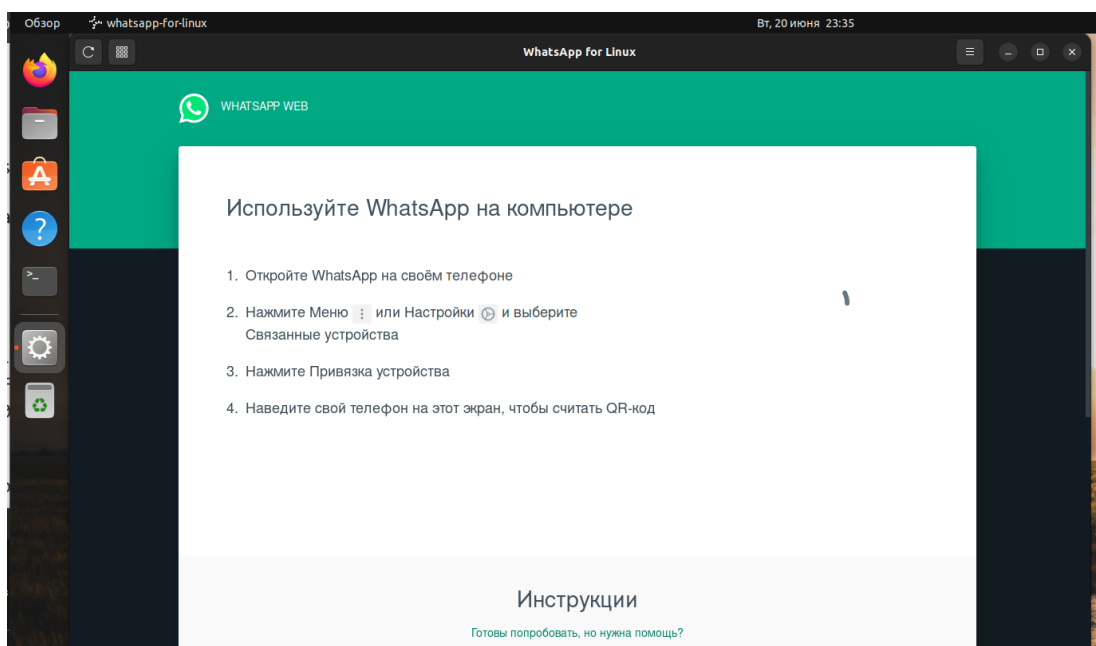 Обзор
whatsapp-for-linux
Вт, 20 июня 23:35
WhatsApp for Linux
WHATSAPP WEB
Используйте WhatsApp на компьютере
1. Откройте WhatsApp на своём телефоне
2. Нажмите Меню или Настройки и выберите
Связанные устройства
3. Нажмите Привязка устройства
4. Наведите свой телефон на этот экран, чтобы считать QR-код
Инструкции
Готовы попробовать, но нужна помощь?